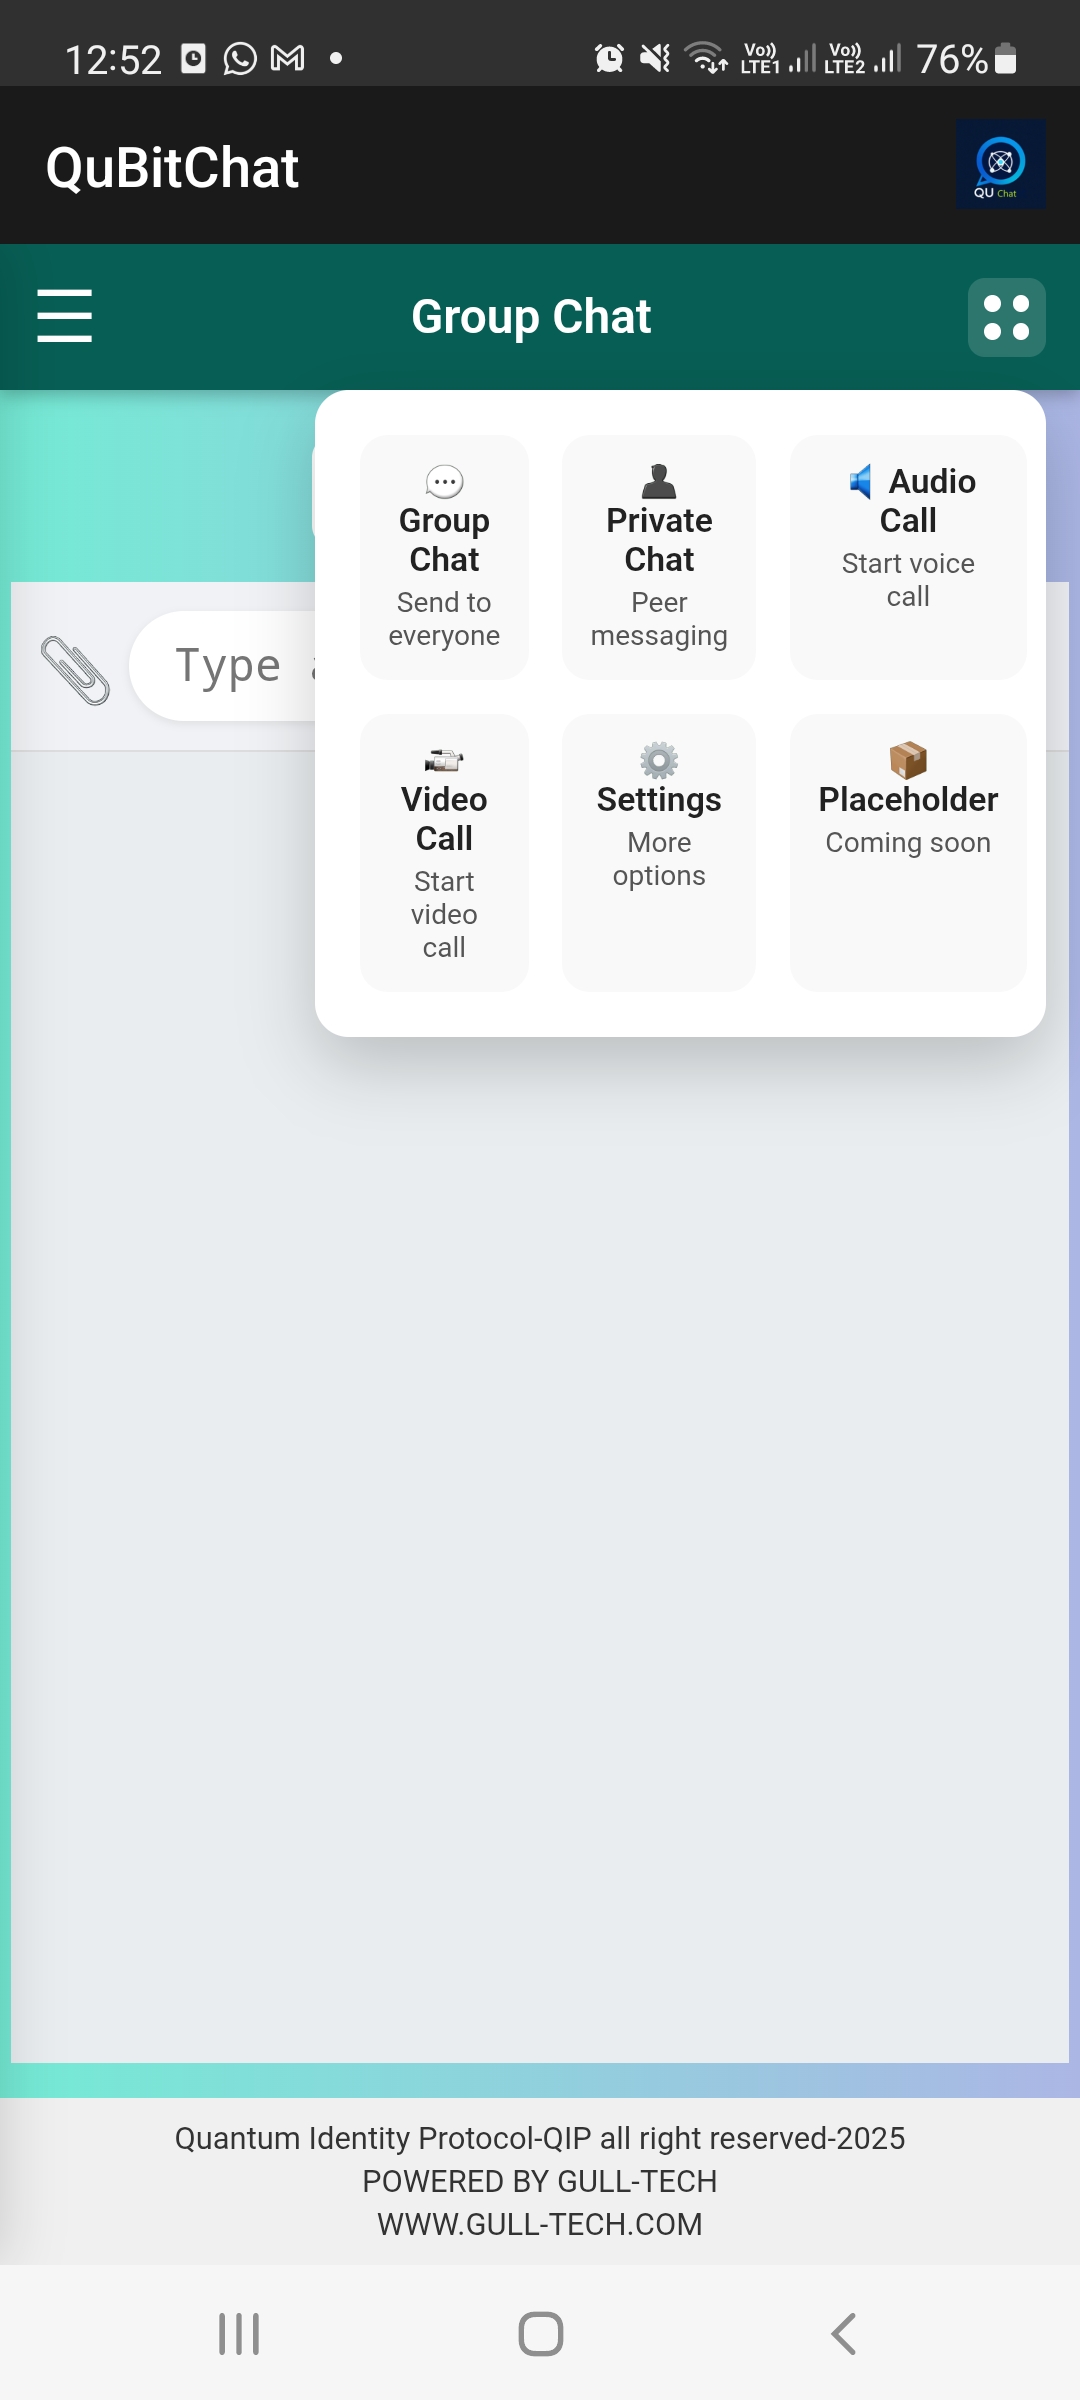 12:52
Vo))
LTE1
Vo))
LTE2
76%
QuBitChat
QU Chat
Group Chat
Group
Chat
Send to
everyone
Private
Chat
Peer
messaging
Audio
Call
Start voice
call
Type
Video
Call
Start
video
call
Settings
More
options
Placeholder
Coming soon
Quantum Identity Protocol-QIP all right reserved-2025
POWERED BY GULL-TECH
WWW.GULL-TECH.COM